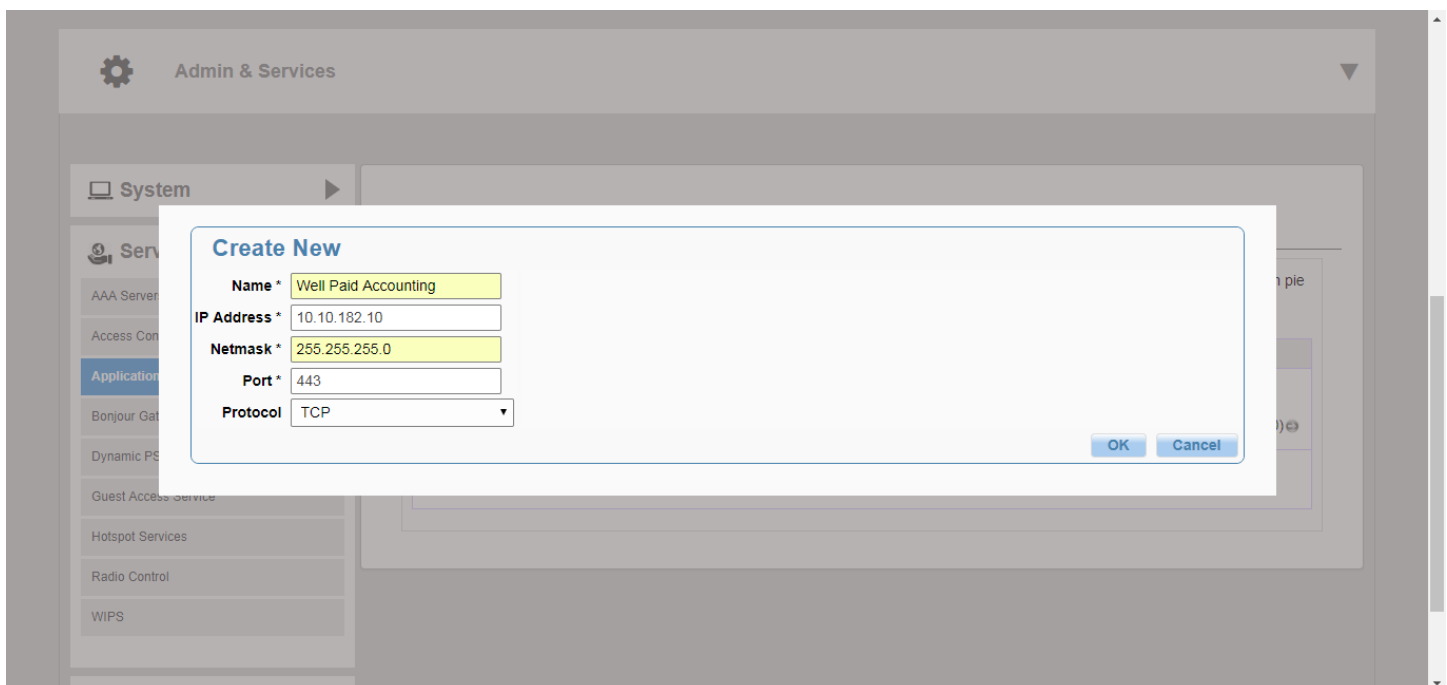 Admin & Services
System
Serv
Create New
Name * Well Paid Accounting
IP Address * 10.10.182.10
Netmask * 255.255.255.0
Port * 443
Protocol TCP
OK Cancel
AAA Server
Access Con
Application
Bonjour Gat
Dynamic PS
Guest Access Service
Hotspot Services
Radio Control
WIPS
pie